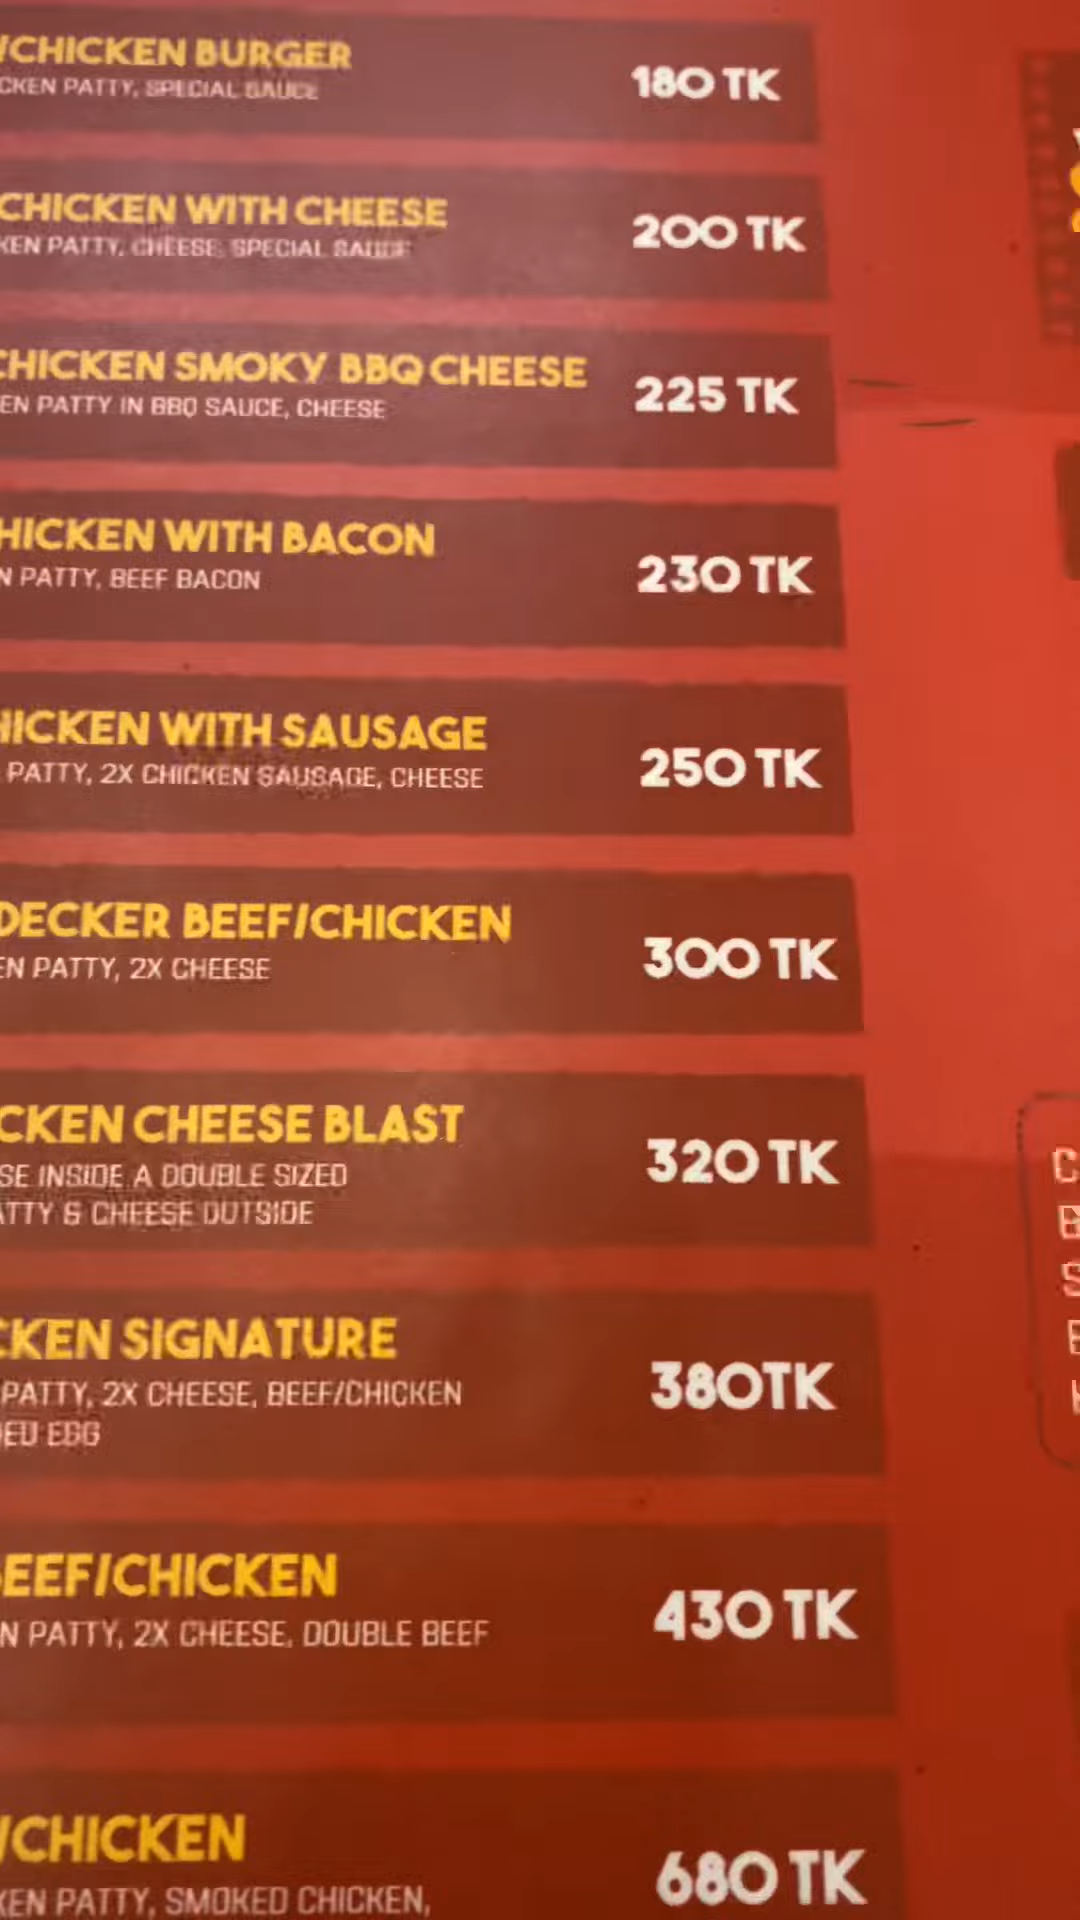 /CHICKEN BURGER
CKEN PATTY, SPECIAL SAUCE
180 TK
CHICKEN WITH CHEESE
KEN PATTY, CHEESE, SPECIAL SAUCE
200 TK
CHICKEN SMOKY BBQ CHEESE
EN PATTY IN BBQ SAUCE, CHEESE
225 TK
HICKEN WITH BACON
N PATTY, BEEF BACON
230 TK
HICKEN WITH SAUSAGE
PATTY, 2X CHICKEN SAUSAGE, CHEESE
250 TK
DECKER BEEF/CHICKEN
EN PATTY, 2X CHEESE
300 TK
CKEN CHEESE BLAST
SE INSIDE A DOUBLE SIZED
ATTY & CHEESE OUTSIDE
320 TK
CKEN SIGNATURE
PATTY, 2X CHEESE, BEEF/CHICKEN
IED EGG
380TK
BEEF/CHICKEN
N PATTY, 2X CHEESE, DOUBLE BEEF
430 TK
/CHICKEN
KEN PATTY, SMOKED CHICKEN,
680 TK